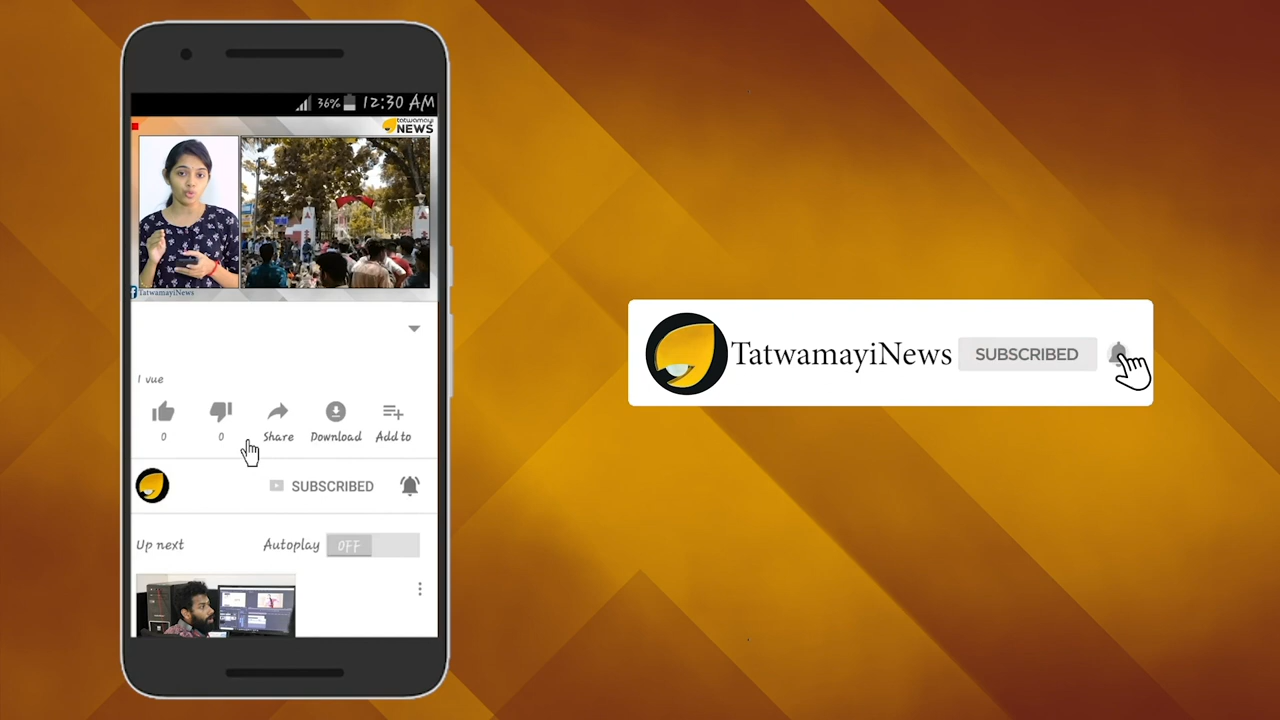 36% 12:30 AM
tatwamayi
NEWS
TatwamayiNews
1 vue
0 0 Share Download Add to
SUBSCRIBED
Up next Autoplay OFF
TatwamayiNews SUBSCRIBED